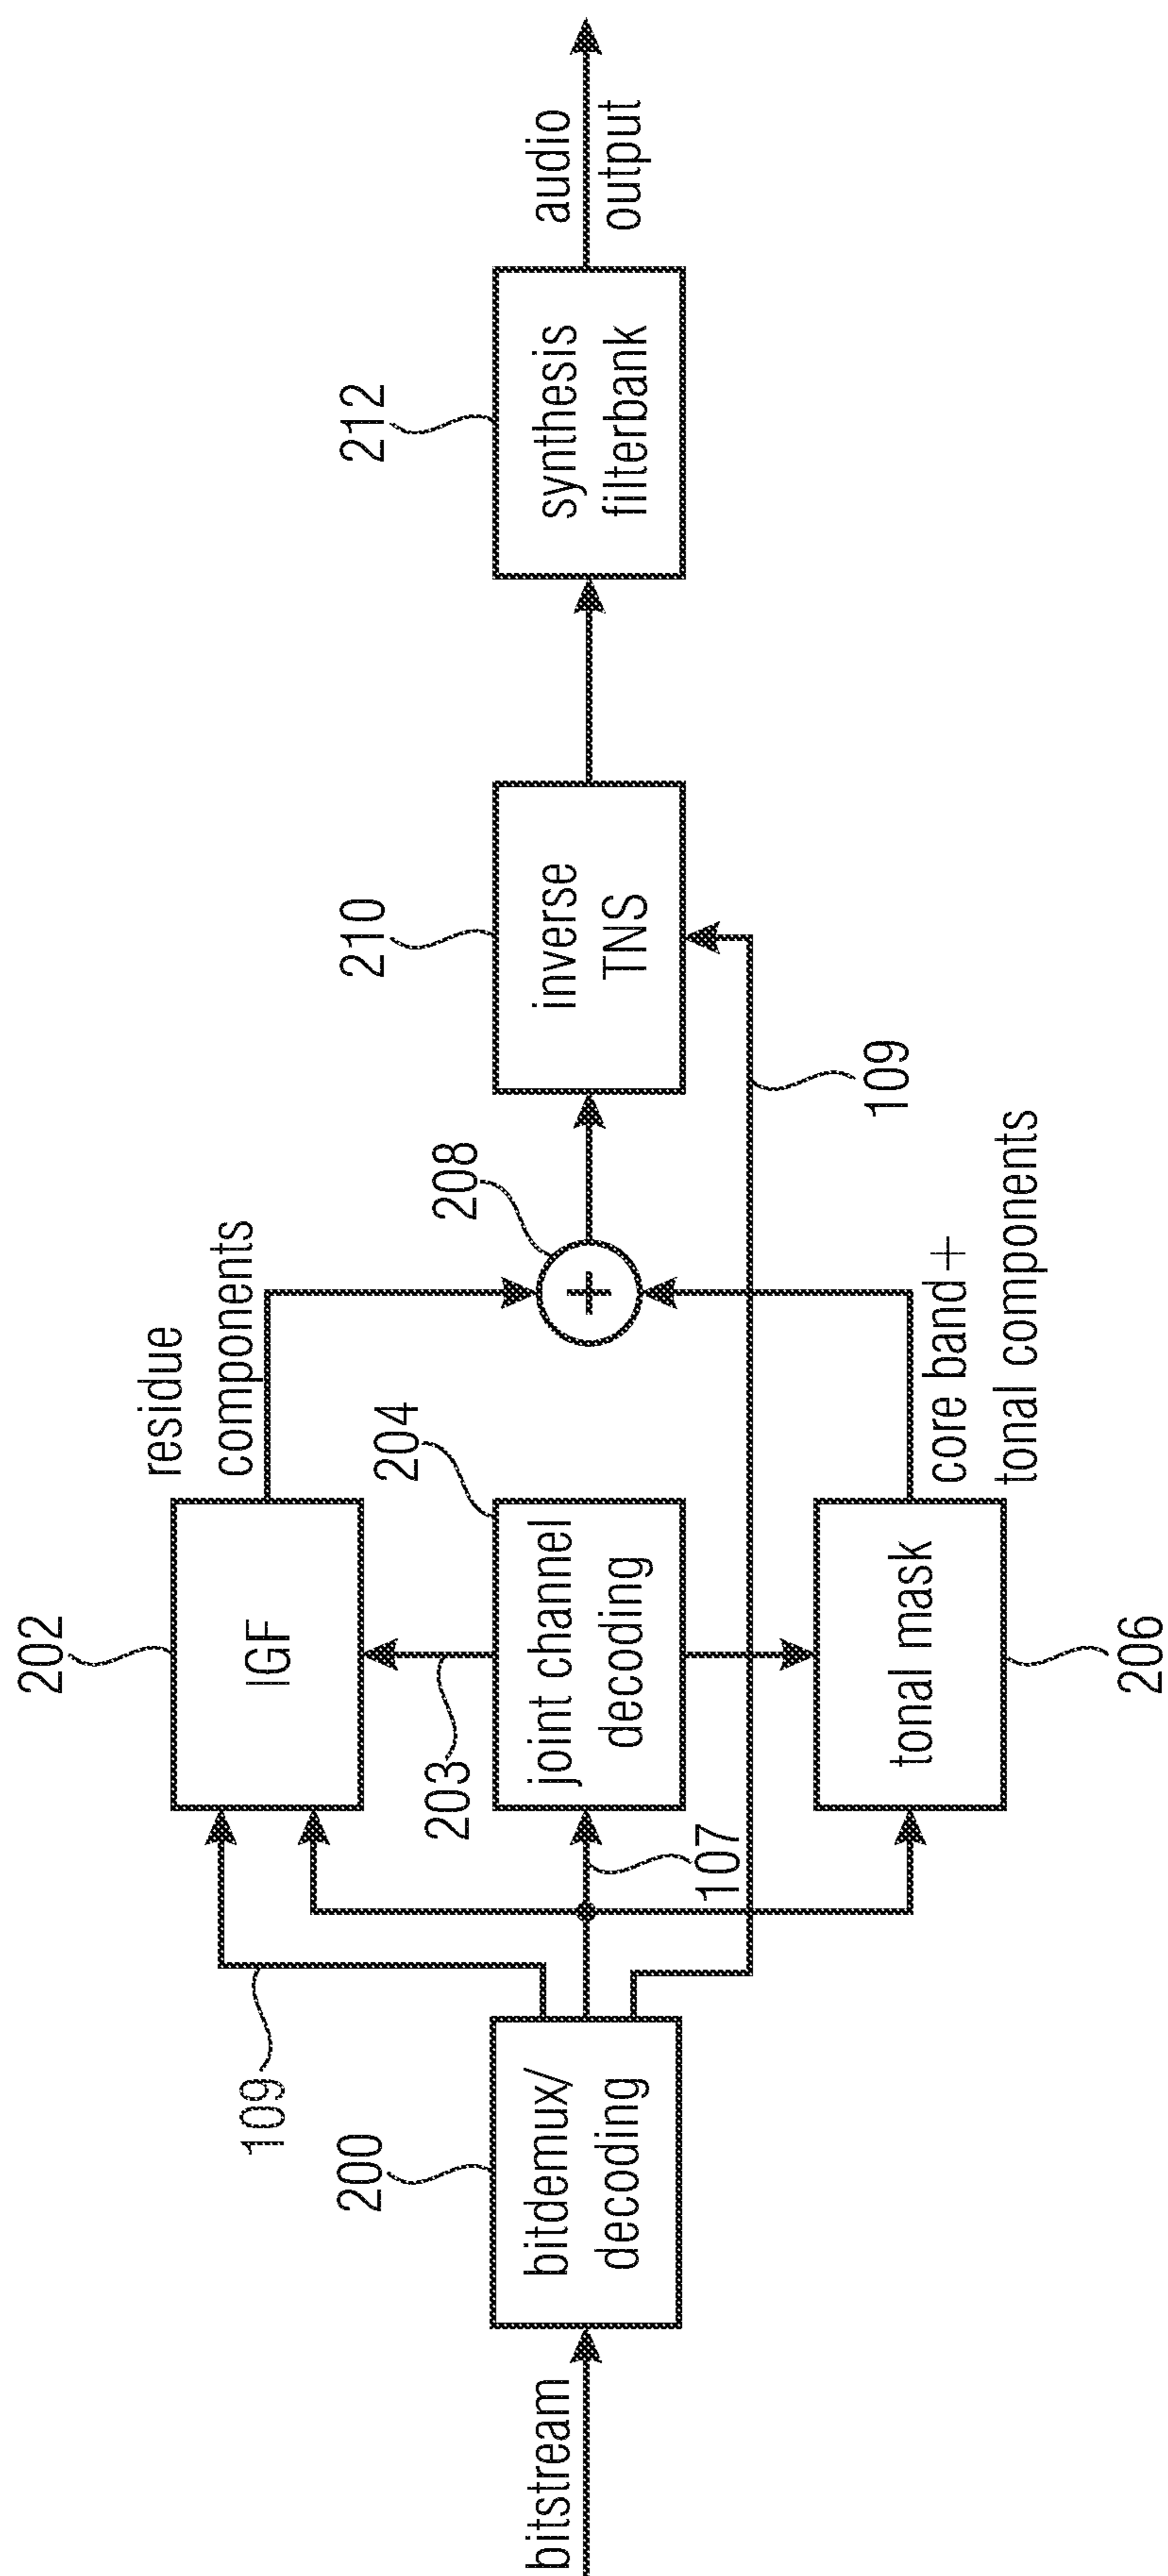 bitstream
200
bitdemux/
decoding
109
107
202
IGF
203
204
joint channel
decoding
tonal mask
206
residue
components
core band+
tonal components
208
+
109
210
inverse
TNS
212
synthesis
filterbank
audio
output